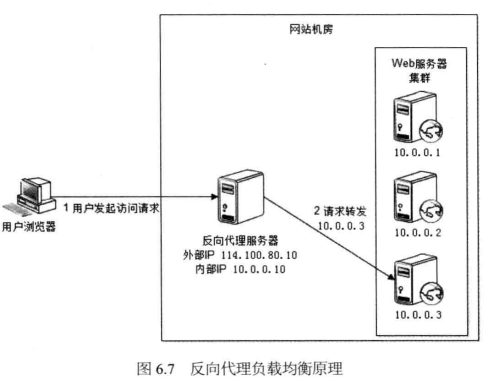 网站机房
Web服务器
集群
10.0.0.1
1 用户发起访问请求
2 请求转发
10.0.0.3
10.0.0.2
用户浏览器
反向代理服务器
外部IP 114.100.80.10
内部IP 10.0.0.10
10.0.0.3
图 6.7 反向代理负载均衡原理